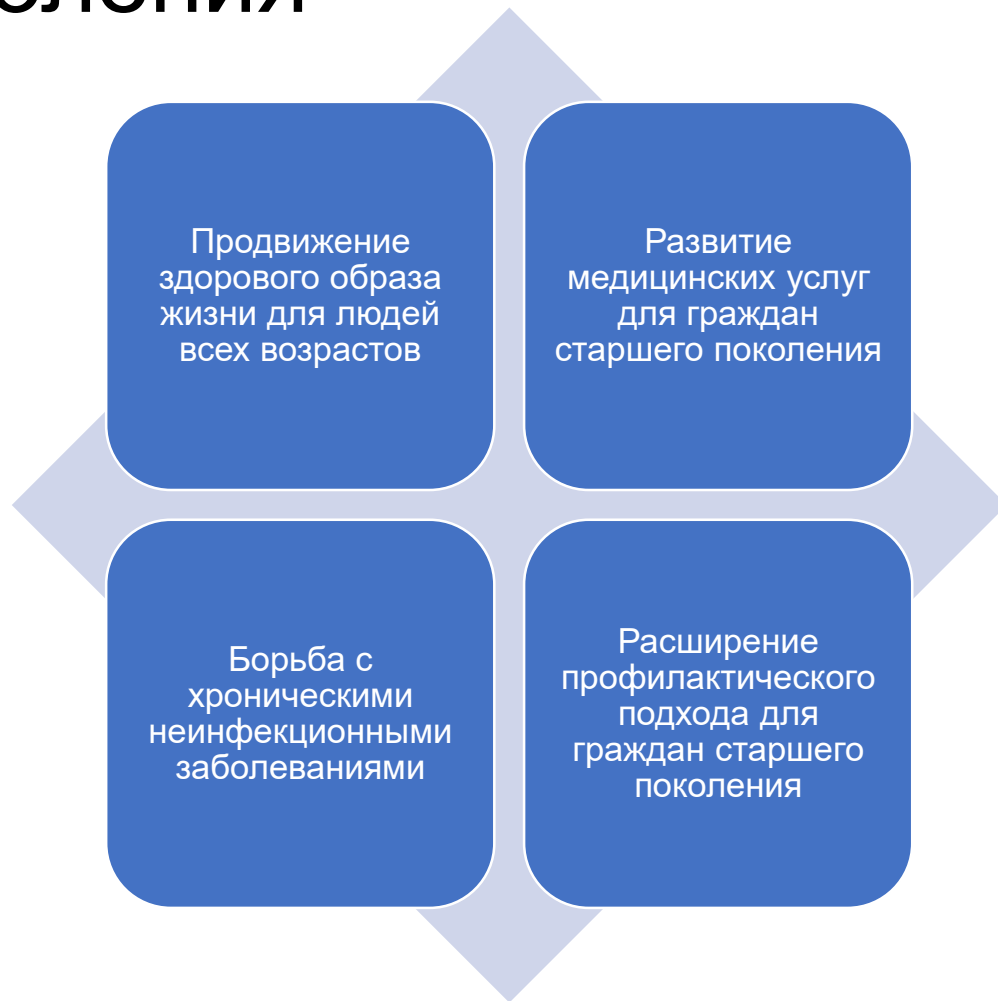 Продвижение
здорового образа
жизни для людей
всех возрастов
Развитие
медицинских услуг
для граждан
старшего поколения
Борьба с
хроническими
неинфекционными
заболеваниями
Расширение
профилактического
подхода для
граждан старшего
поколения